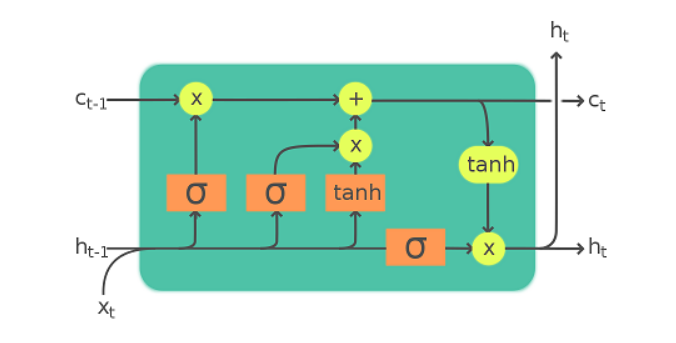 h_t
c_{t-1} x + c_t
x
σ σ tanh tanh
h_{t-1} σ x h_t
x_t